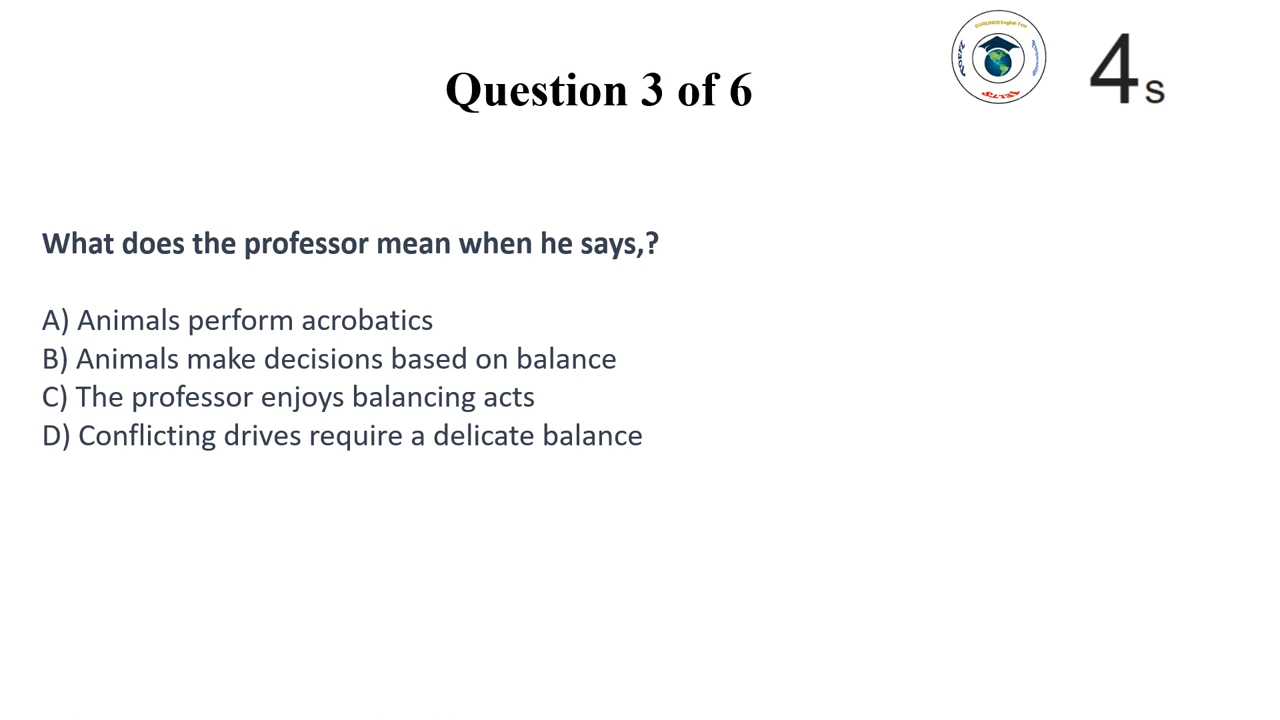 Question 3 of 6
4s
What does the professor mean when he says,?
A) Animals perform acrobatics
B) Animals make decisions based on balance
C) The professor enjoys balancing acts
D) Conflicting drives require a delicate balance